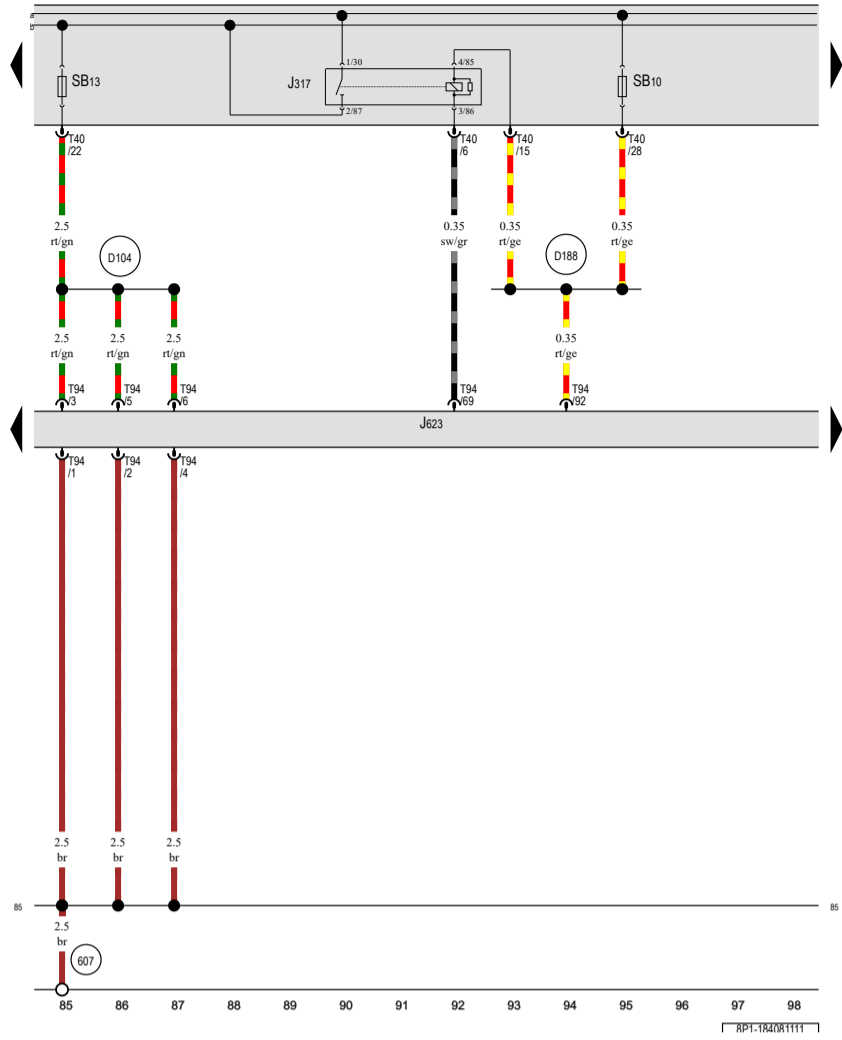 a
b
1/30
4/85
SB13
J317
SB10
2/87
3/86
T40
/22
T40
/6
T40
/15
T40
/28
2.5
rt/gn
0.35
sw/gr
0.35
rt/ge
0.35
rt/ge
D104
D188
2.5
rt/gn
2.5
rt/gn
2.5
rt/gn
0.35
rt/ge
T94
/3
T94
/5
T94
/6
T94
/69
T94
/92
J623
T94
/1
T94
/2
T94
/4
2.5
br
2.5
br
2.5
br
85
85
2.5
br
607
85 86 87 88 89 90 91 92 93 94 95 96 97 98
8P1-184081111